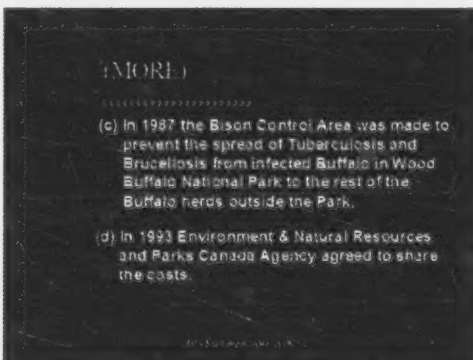 (MORE)
(c) In 1987 the Bison Control Area was made to
prevent the spread of Tuberculosis and
Brucellosis from infected Buffalo in Wood
Buffalo National Park to the rest of the
Buffalo herds outside the Park.
(d) In 1993 Environment & Natural Resources
and Parks Canada Agency agreed to share
the costs.